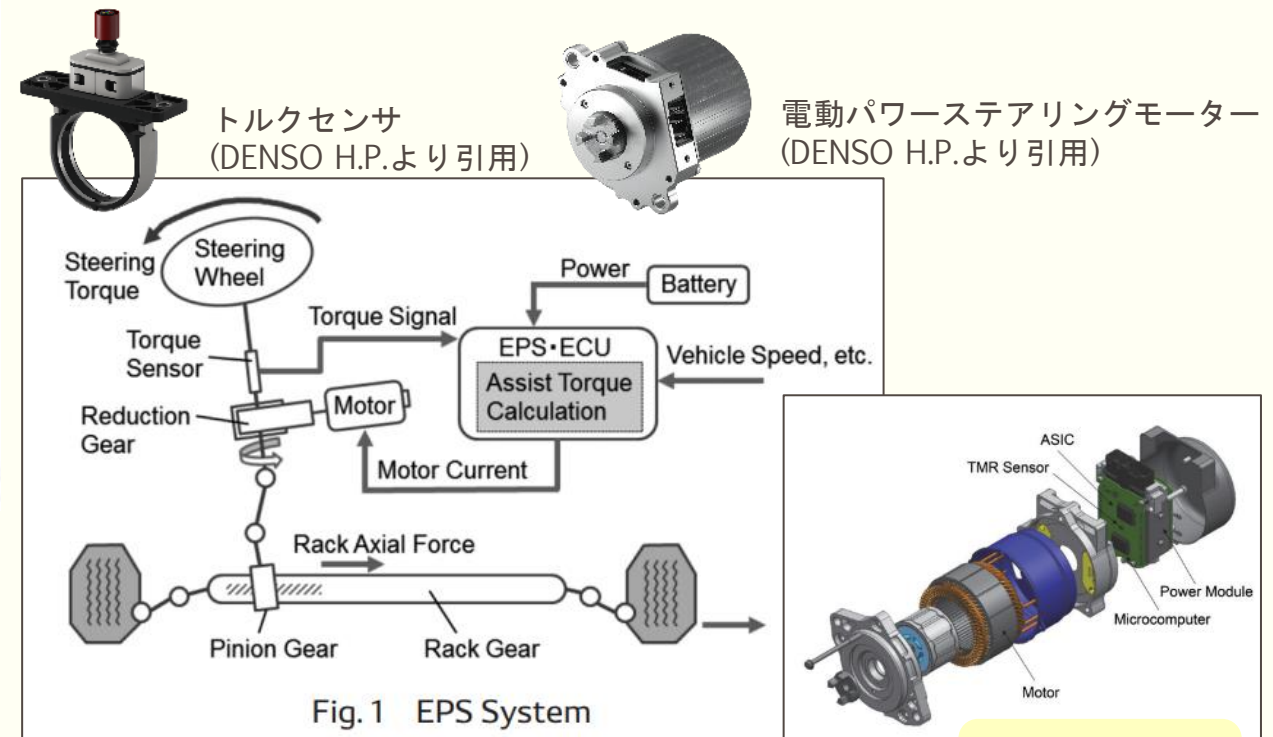 トルクセンサ
(DENSO H.P.より引用)
電動パワーステアリングモーター
(DENSO H.P.より引用)
Steering
Wheel
Steering
Torque
Power
Battery
Torque Signal
Torque
Sensor
EPS・ECU
Assist Torque
Calculation
Vehicle Speed, etc.
Reduction
Gear
Motor
Motor Current
Rack Axial Force
Pinion Gear
Rack Gear
Fig. 1 EPS System
ASIC
TMR Sensor
Power Module
Microcomputer
Motor